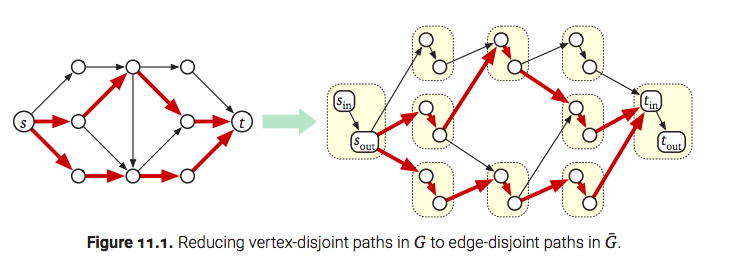 s
t
s_in
s_out
t_in
t_out
Figure 11.1. Reducing vertex-disjoint paths in G to edge-disjoint paths in Ḡ.